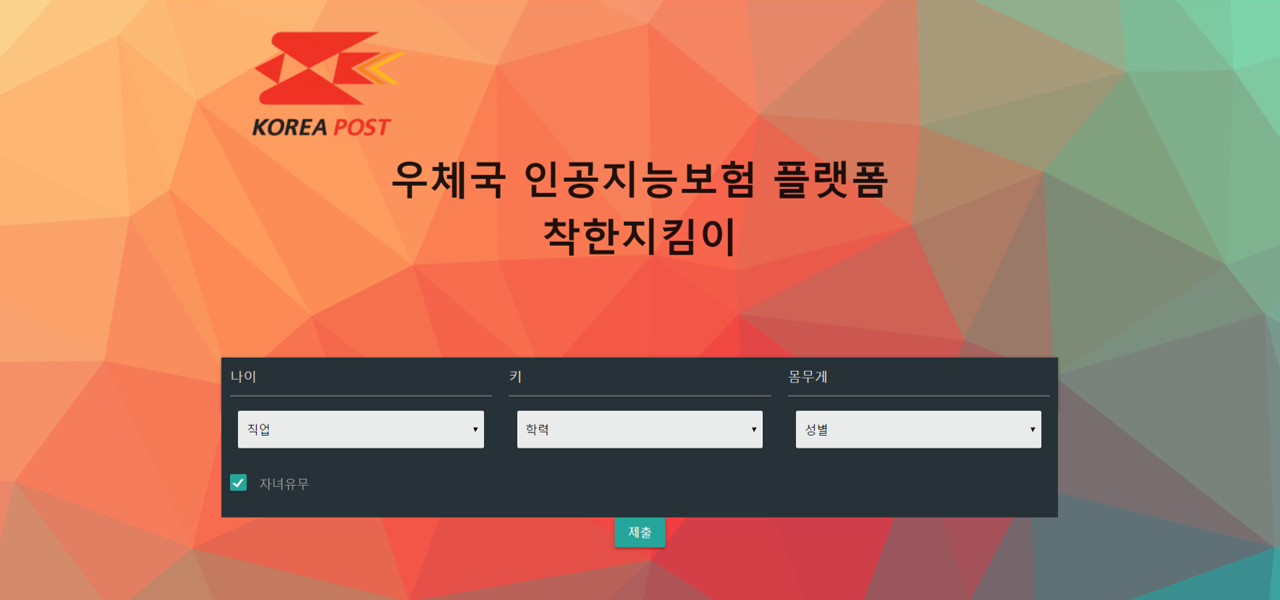 KOREA POST
우체국 인공지능보험 플랫폼
착한지킴이
나이 키 몸무게
직업 학력 성별
자녀유무
제출